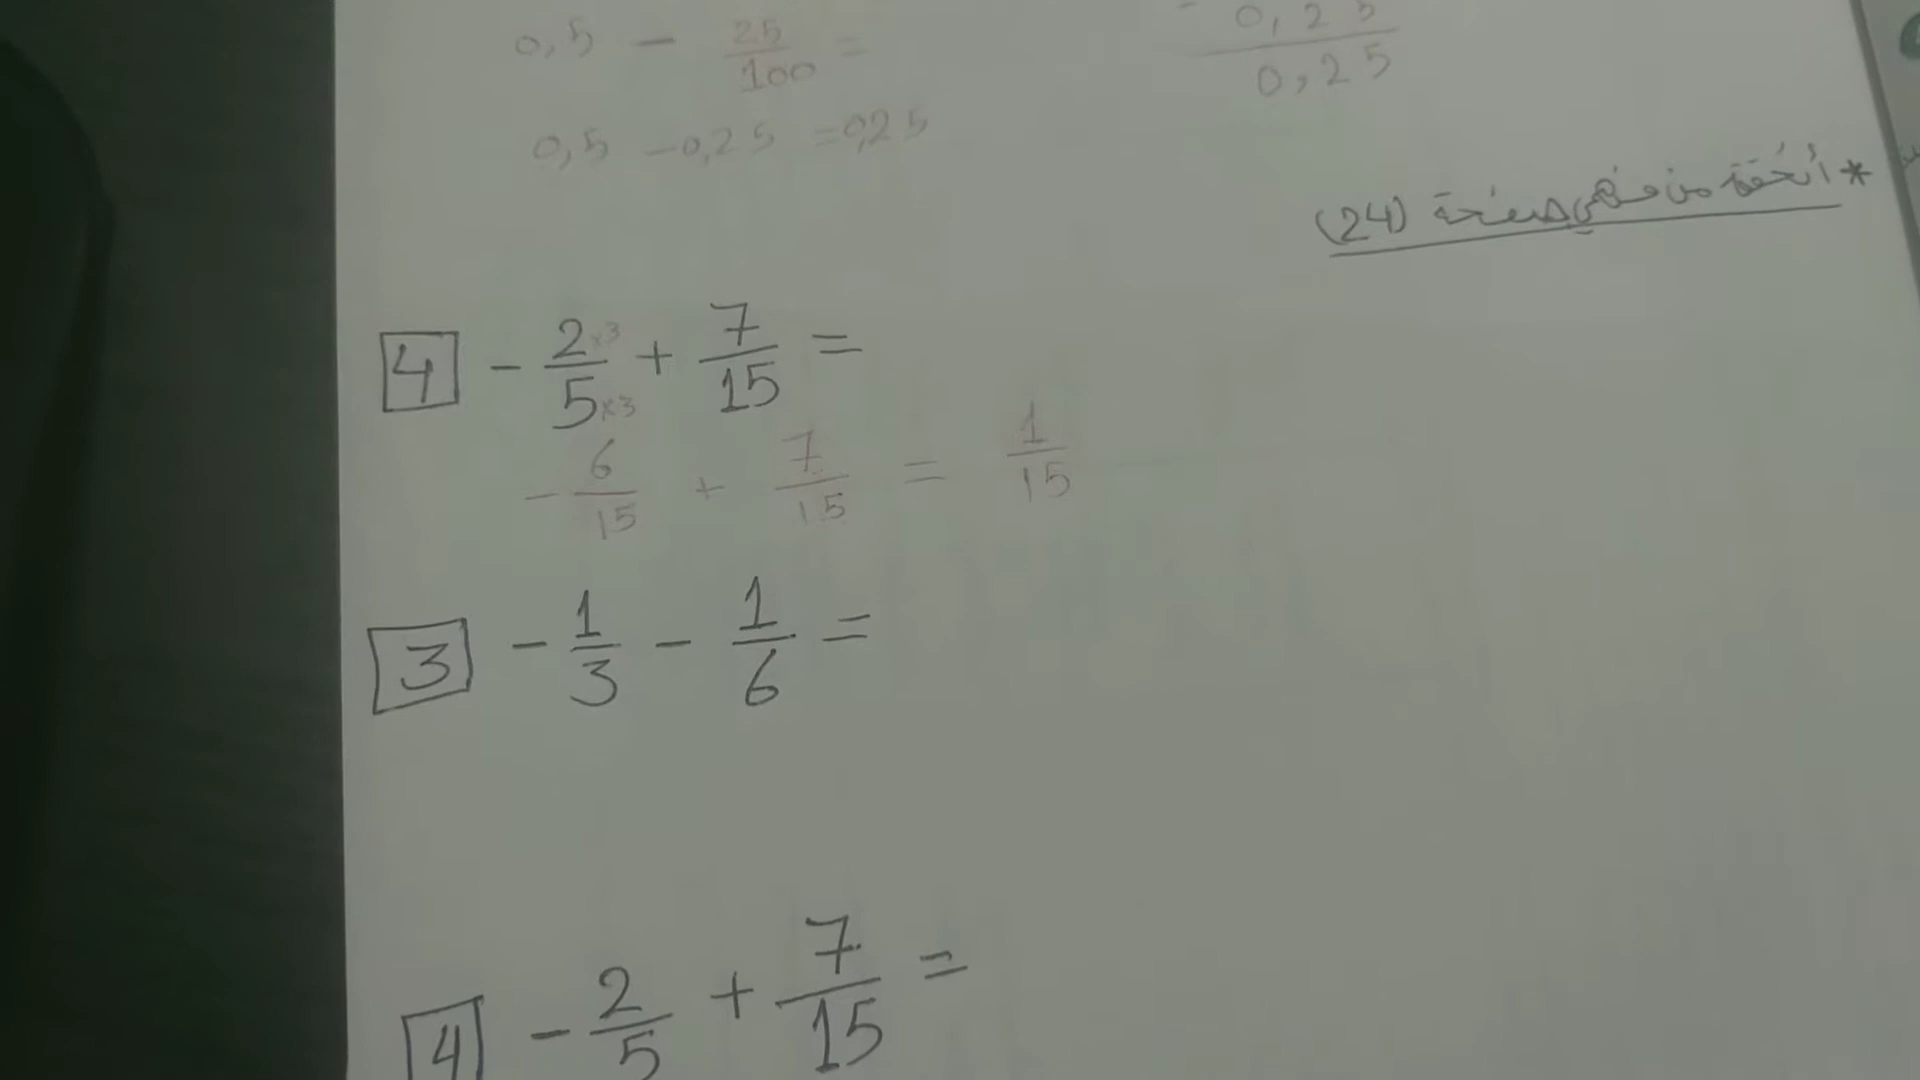 0,5 - 25/100 =
0,25
0,25
0,5 - 0,25 = 0,25
* أتحقق من فهمي صفحة (24)
4 - 2×3/5×3 + 7/15 =
- 6/15 + 7/15 = 1/15
3 - 1/3 - 1/6 =
4 - 2/5 + 7/15 =